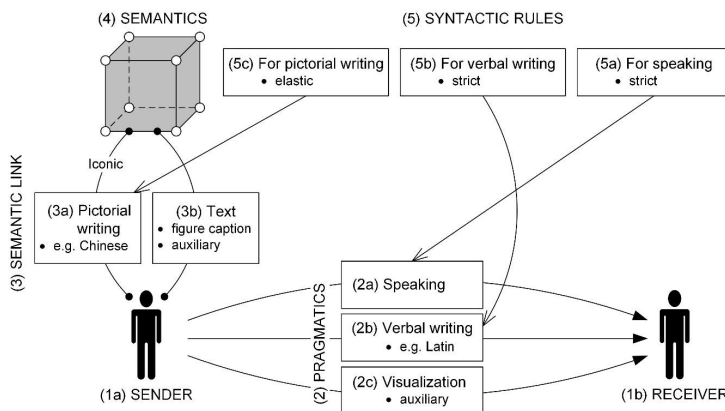 (4) SEMANTICS
(5) SYNTACTIC RULES
(5c) For pictorial writing
• elastic
(5b) For verbal writing
• strict
(5a) For speaking
• strict
Iconic
(3) SEMANTIC LINK
(3a) Pictorial
writing
• e.g. Chinese
(3b) Text
• figure caption
• auxiliary
(2) PRAGMATICS
(2a) Speaking
(2b) Verbal writing
• e.g. Latin
(2c) Visualization
• auxiliary
(1a) SENDER
(1b) RECEIVER